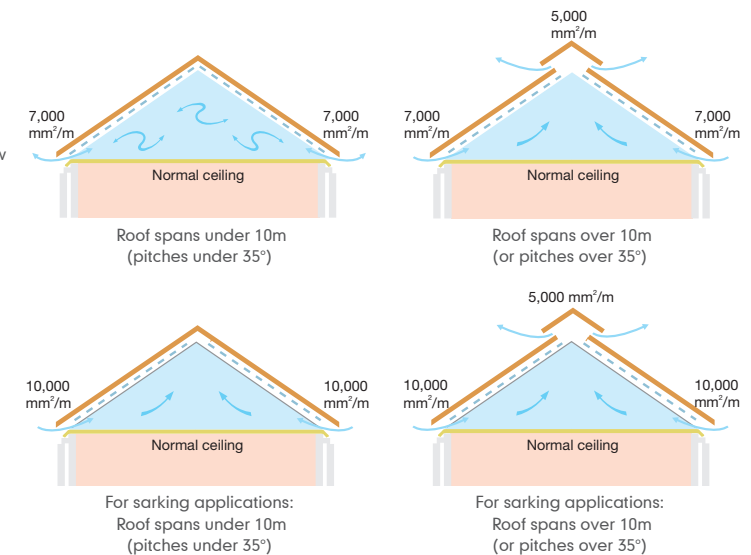 7,000
mm²/m
7,000
mm²/m
Normal ceiling
Roof spans under 10m
(pitches under 35°)
5,000
mm²/m
7,000
mm²/m
7,000
mm²/m
Normal ceiling
Roof spans over 10m
(or pitches over 35°)
10,000
mm²/m
10,000
mm²/m
Normal ceiling
For sarking applications:
Roof spans under 10m
(pitches under 35°)
5,000 mm²/m
10,000
mm²/m
10,000
mm²/m
Normal ceiling
For sarking applications:
Roof spans over 10m
(or pitches over 35°)